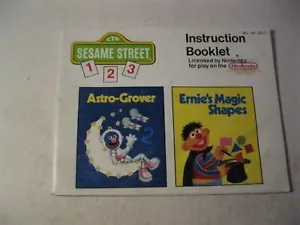 CTW
SESAME STREET
1 2 3
Instruction
Booklet
Licensed by Nintendo
for play on the
Nintendo
Astro-Grover
2
Ernie's Magic
Shapes